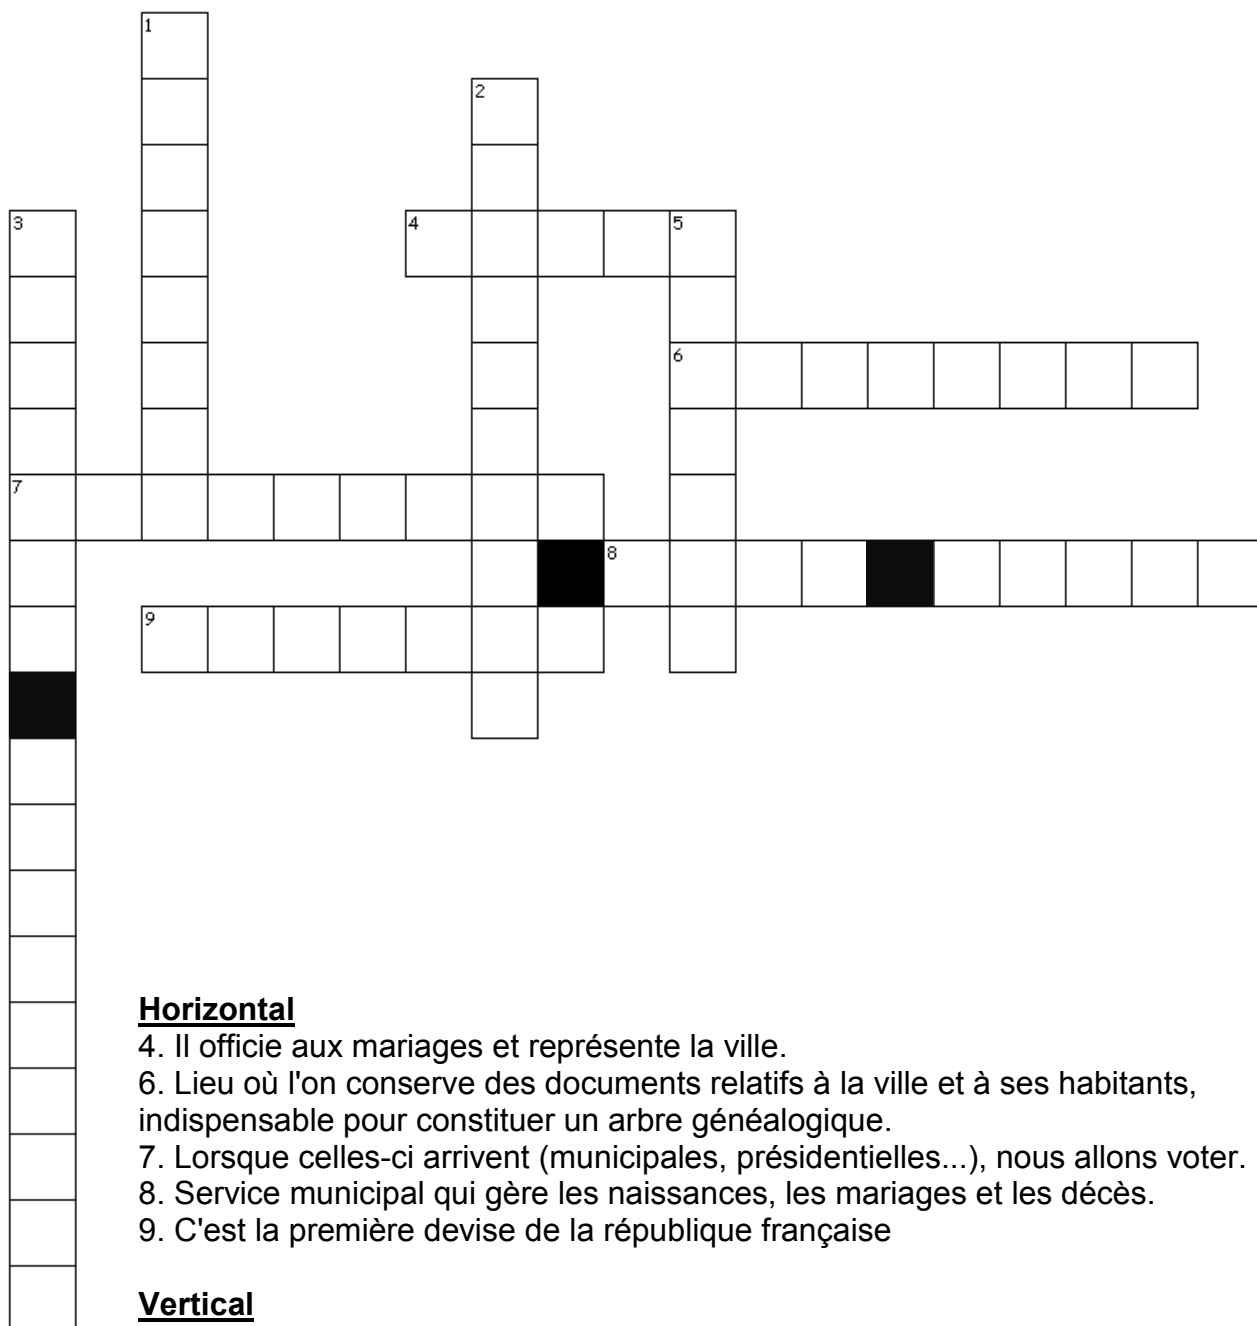 1
2
3
4
5
6
7
8
9
Horizontal
4. Il officie aux mariages et représente la ville.
6. Lieu où l'on conserve des documents relatifs à la ville et à ses habitants,
indispensable pour constituer un arbre généalogique.
7. Lorsque celles-ci arrivent (municipales, présidentielles...), nous allons voter.
8. Service municipal qui gère les naissances, les mariages et les décès.
9. C'est la première devise de la république française
Vertical